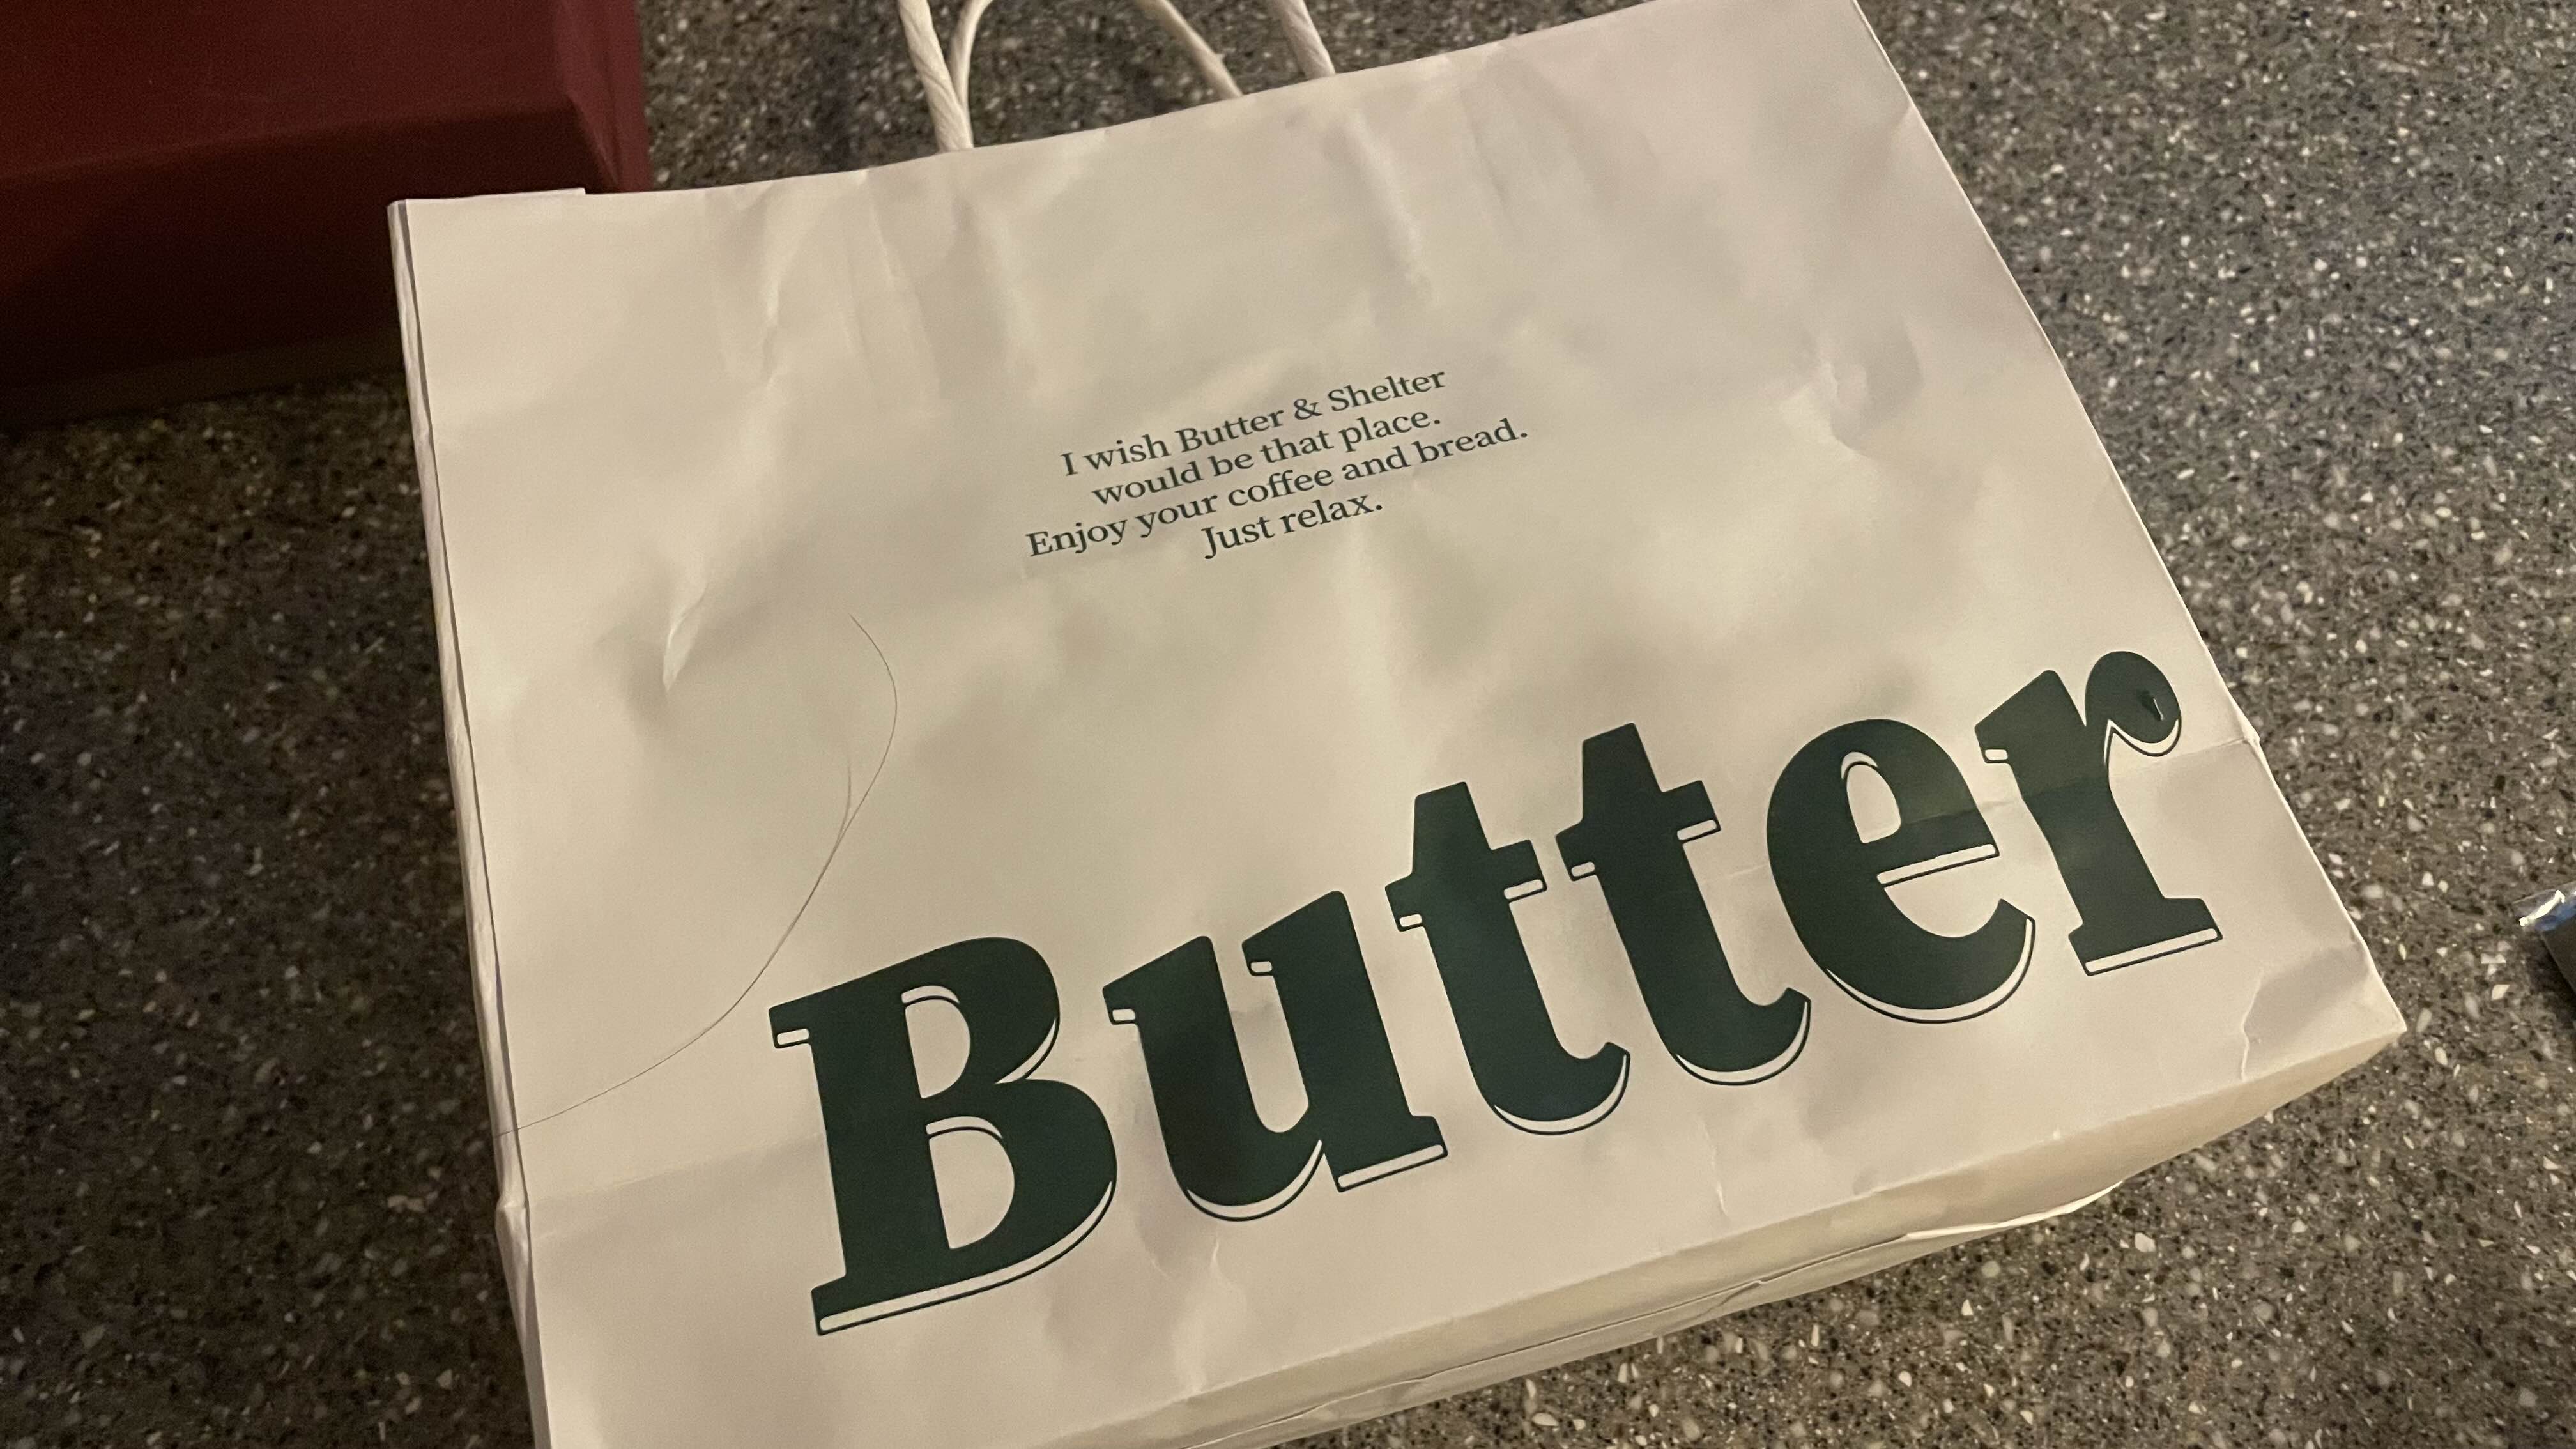 I wish Butter & Shelter
would be that place.
Enjoy your coffee and bread.
Just relax.
Butter